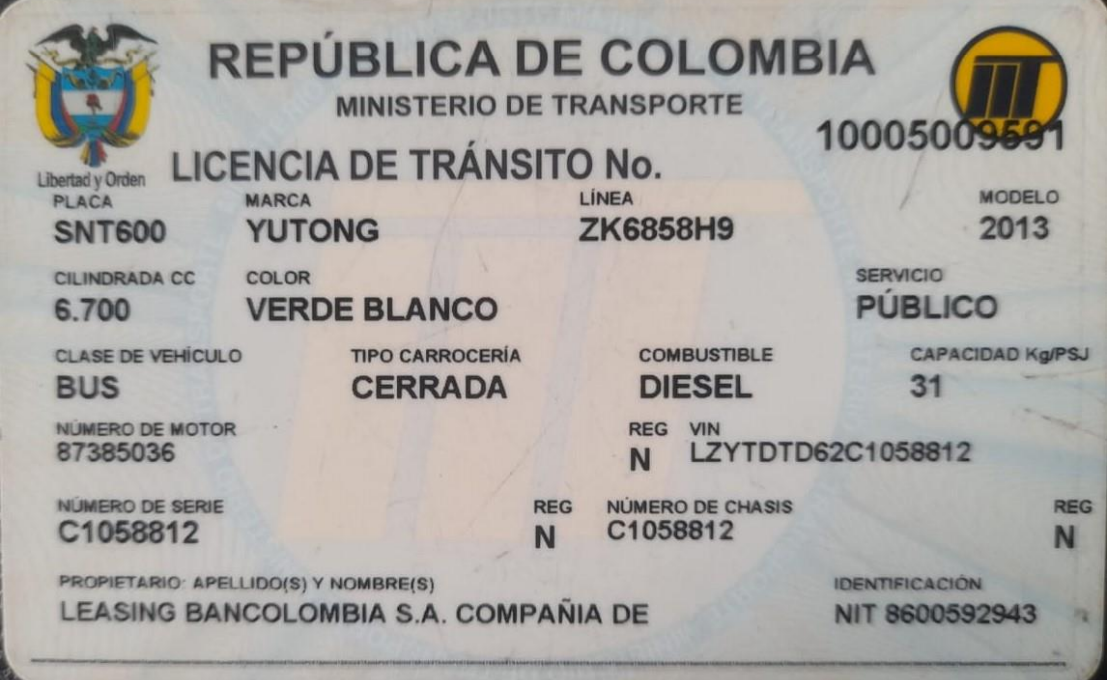 REPÚBLICA DE COLOMBIA
MINISTERIO DE TRANSPORTE
10005009591
Libertad y Orden
LICENCIA DE TRÁNSITO No.
PLACA MARCA LÍNEA MODELO
SNT600 YUTONG ZK6858H9 2013
CILINDRADA CC COLOR SERVICIO
6.700 VERDE BLANCO PÚBLICO
CLASE DE VEHÍCULO TIPO CARROCERÍA COMBUSTIBLE CAPACIDAD Kg/PSJ
BUS CERRADA DIESEL 31
NÚMERO DE MOTOR REG VIN
87385036 N LZYTDTD62C1058812
NÚMERO DE SERIE REG NÚMERO DE CHASIS REG
C1058812 N C1058812 N
PROPIETARIO: APELLIDO(S) Y NOMBRE(S) IDENTIFICACIÓN
LEASING BANCOLOMBIA S.A. COMPAÑIA DE NIT 8600592943